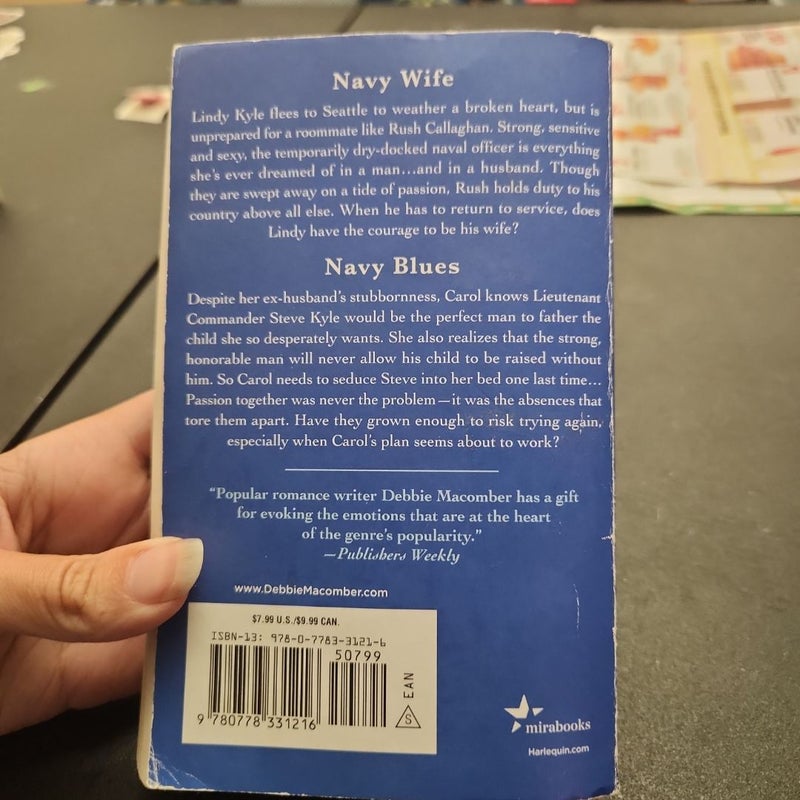 Navy Wife
Lindy Kyle flees to Seattle to weather a broken heart, but is
unprepared for a roommate like Rush Callaghan. Strong, sensitive
and sexy, the temporarily dry-docked naval officer is everything
she's ever dreamed of in a man...and in a husband. Though
they are swept away on a tide of passion, Rush holds duty to his
country above all else. When he has to return to service, does
Lindy have the courage to be his wife?
Navy Blues
Despite her ex-husband's stubbornness, Carol knows Lieutenant
Commander Steve Kyle would be the perfect man to father the
child she so desperately wants. She also realizes that the strong,
honorable man will never allow his child to be raised without
him. So Carol needs to seduce Steve into her bed one last time...
Passion together was never the problem—it was the absences that
tore them apart. Have they grown enough to risk trying again,
especially when Carol's plan seems about to work?
"Popular romance writer Debbie Macomber has a gift
for evoking the emotions that are at the heart
of the genre's popularity."
—Publishers Weekly
www.DebbieMacomber.com
$7.99 U.S./$9.99 CAN.
ISBN-13: 978-0-7783-3121-6
50799
9 780778 331216
S
EAN
mirabooks
Harlequin.com